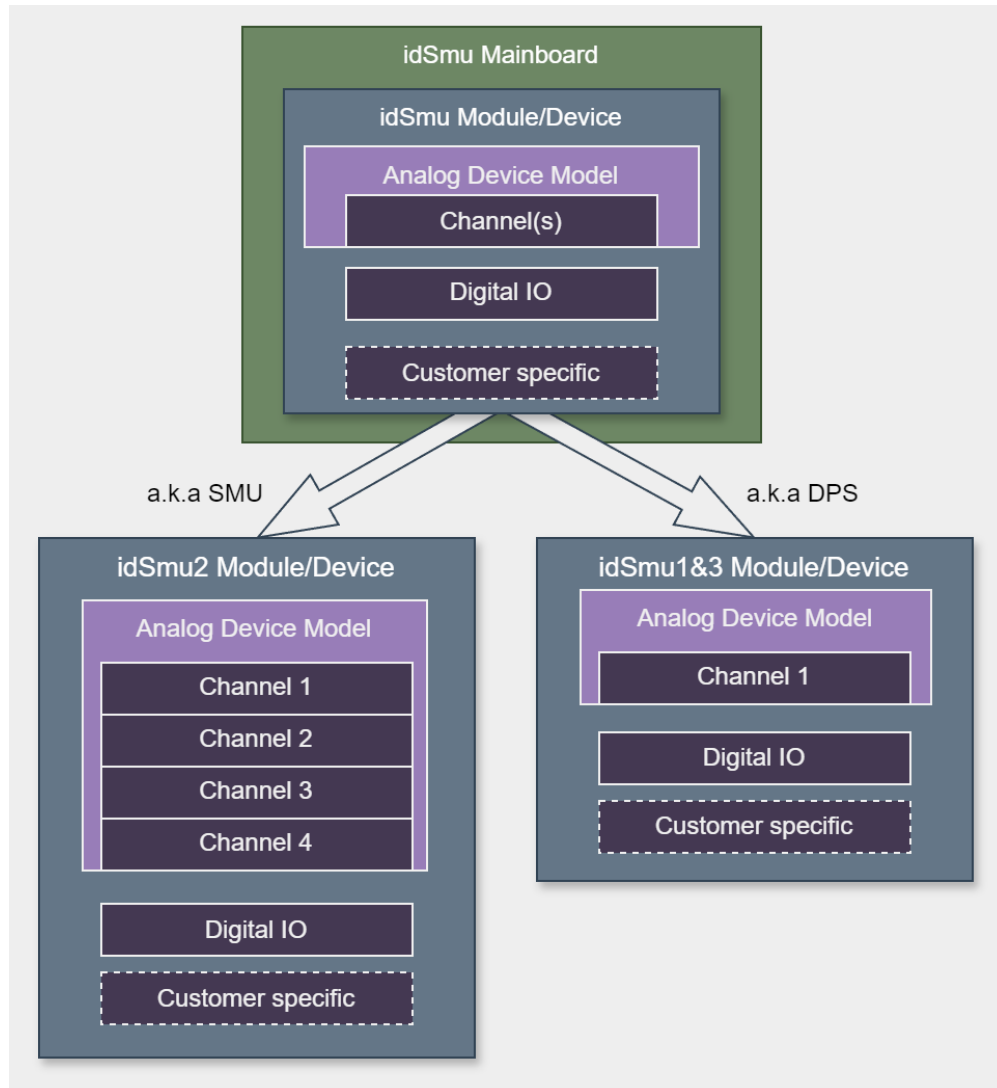 idSmu Mainboard
idSmu Module/Device
Analog Device Model
Channel(s)
Digital IO
Customer specific
a.k.a SMU
a.k.a DPS
idSmu2 Module/Device
Analog Device Model
Channel 1
Channel 2
Channel 3
Channel 4
Digital IO
Customer specific
idSmu1&3 Module/Device
Analog Device Model
Channel 1
Digital IO
Customer specific